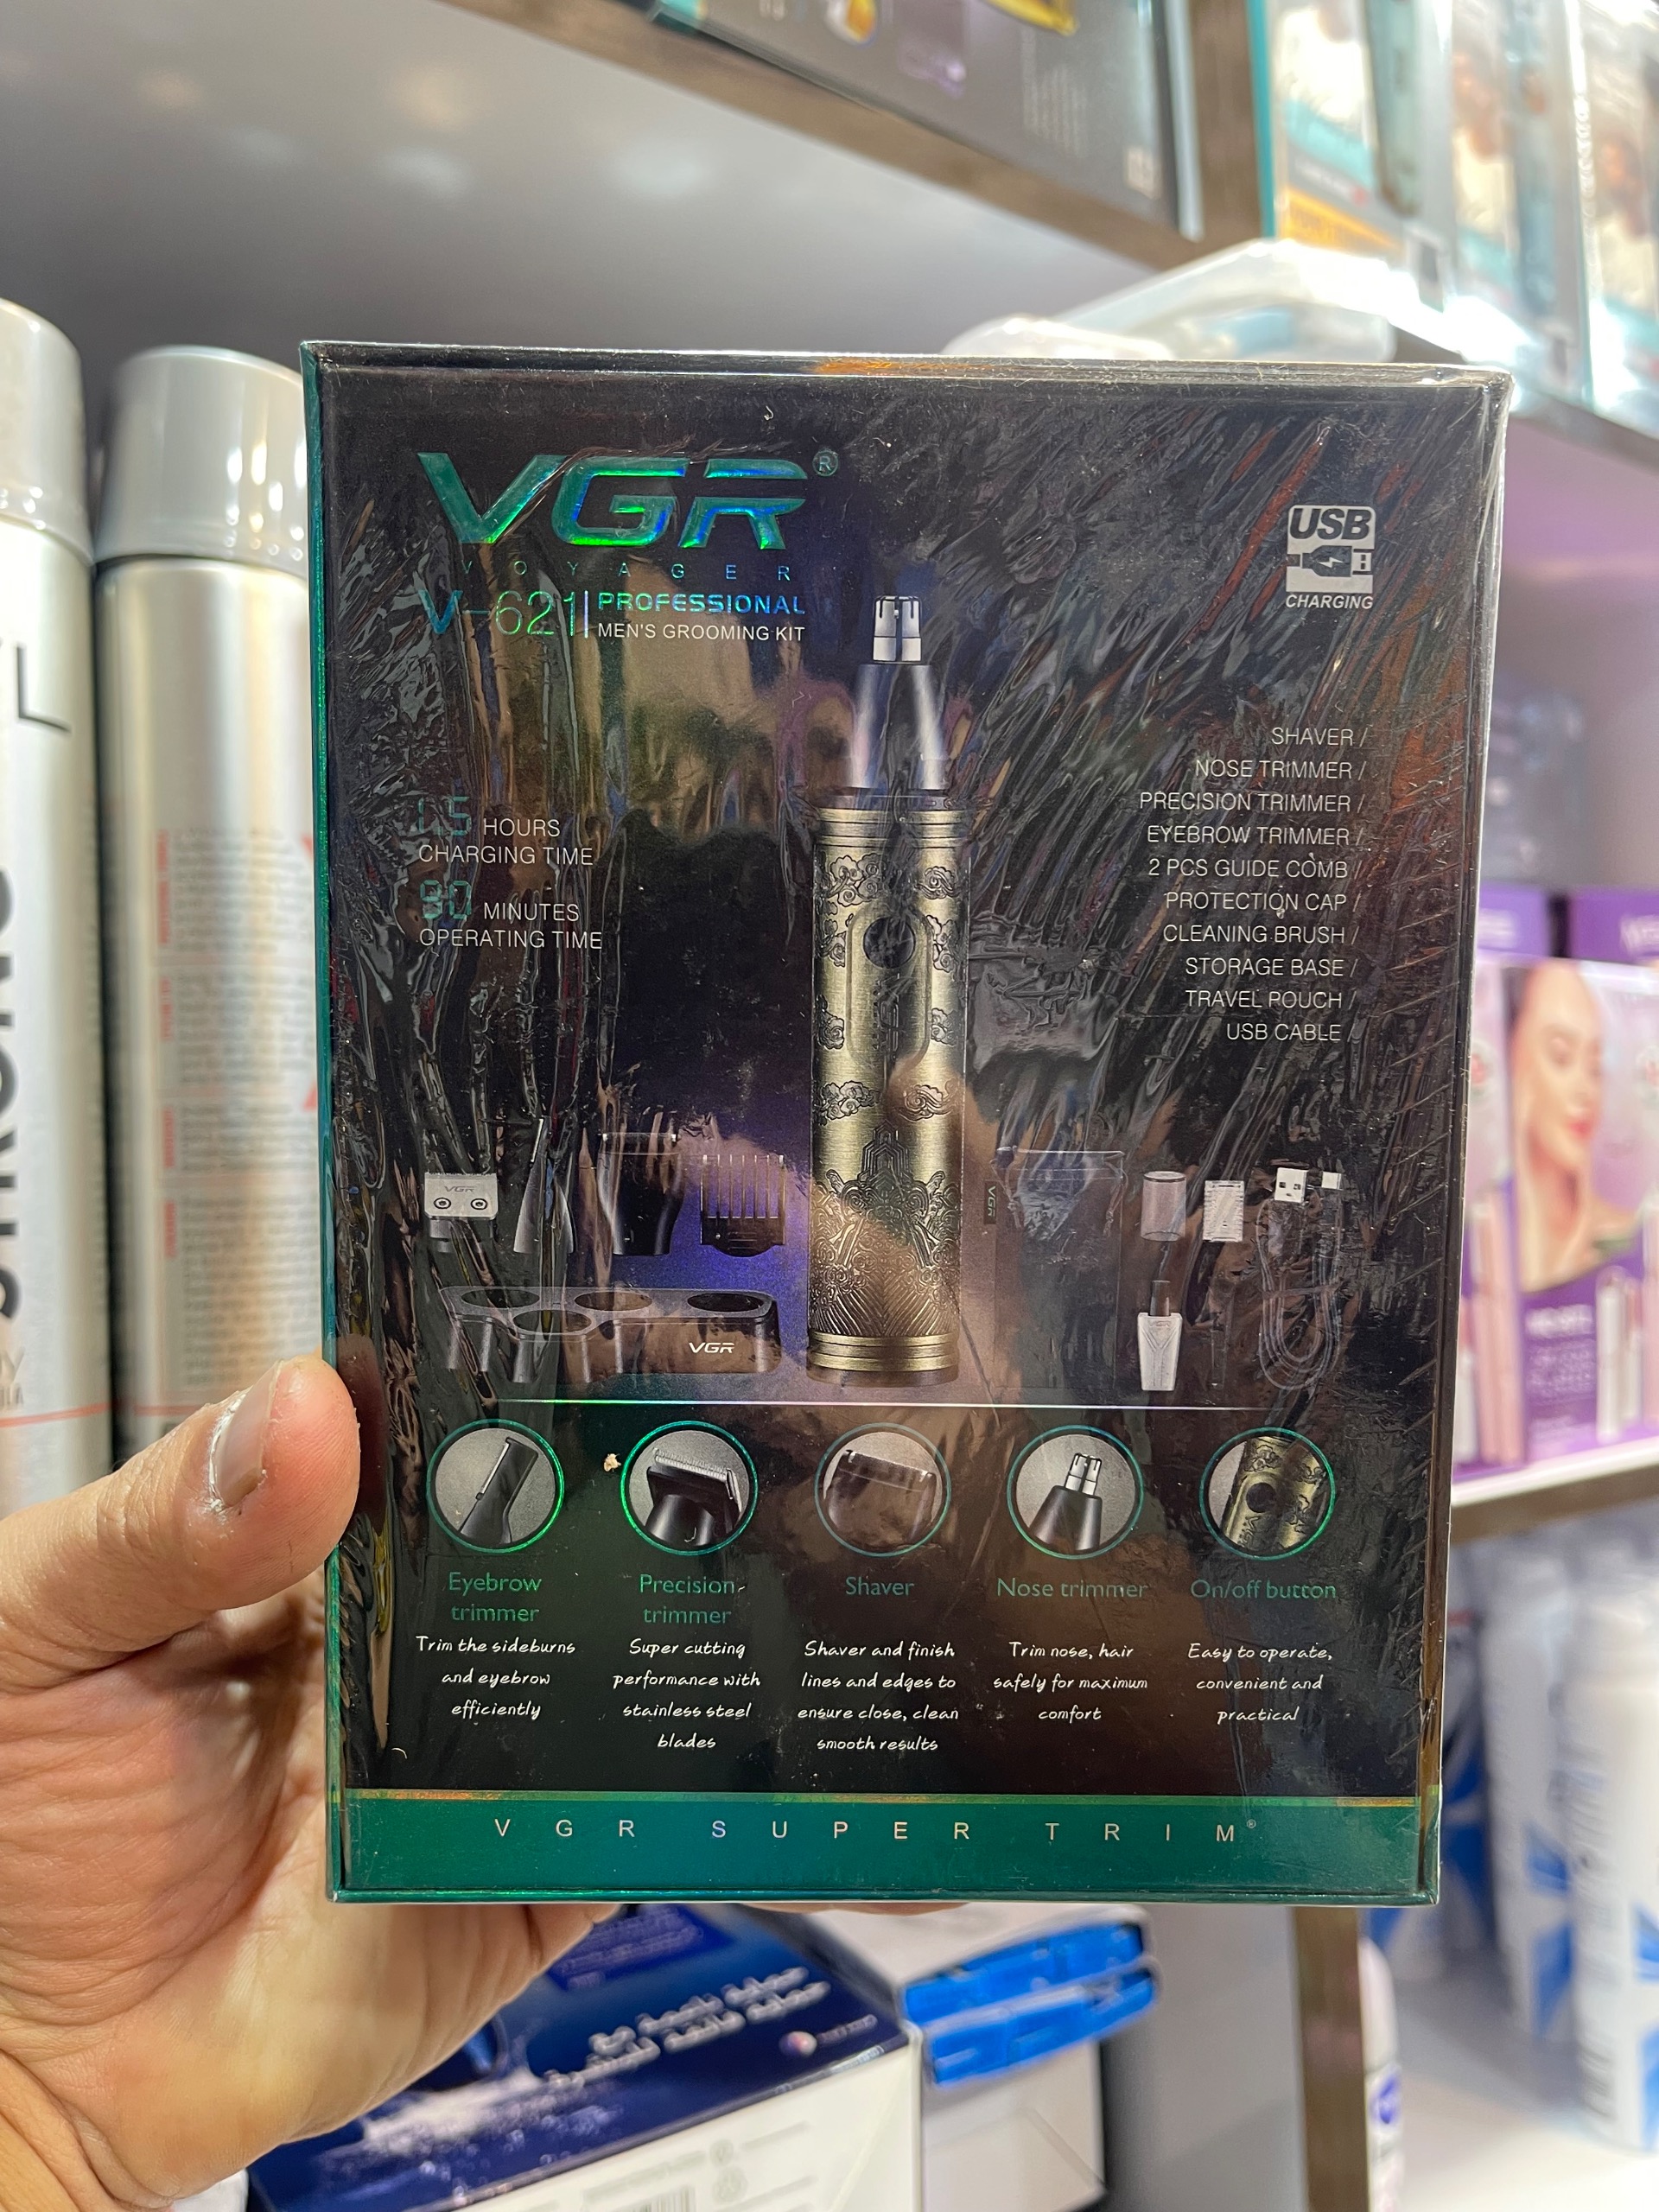 VGR®
VOYAGER
V-621 PROFESSIONAL
MEN'S GROOMING KIT
USB
CHARGING
1.5 HOURS
CHARGING TIME
90 MINUTES
OPERATING TIME
SHAVER /
NOSE TRIMMER /
PRECISION TRIMMER /
EYEBROW TRIMMER /
2 PCS GUIDE COMB /
PROTECTION CAP /
CLEANING BRUSH /
STORAGE BASE /
TRAVEL POUCH /
USB CABLE /
VGR
VGR
VGR
Eyebrow
trimmer
Trim the sideburns
and eyebrow
efficiently
Precision
trimmer
Super cutting
performance with
stainless steel
blades
Shaver
Shaver and finish
lines and edges to
ensure close, clean
smooth results
Nose trimmer
Trim nose, hair
safely for maximum
comfort
On/off button
Easy to operate,
convenient and
practical
VGR SUPER TRIM®